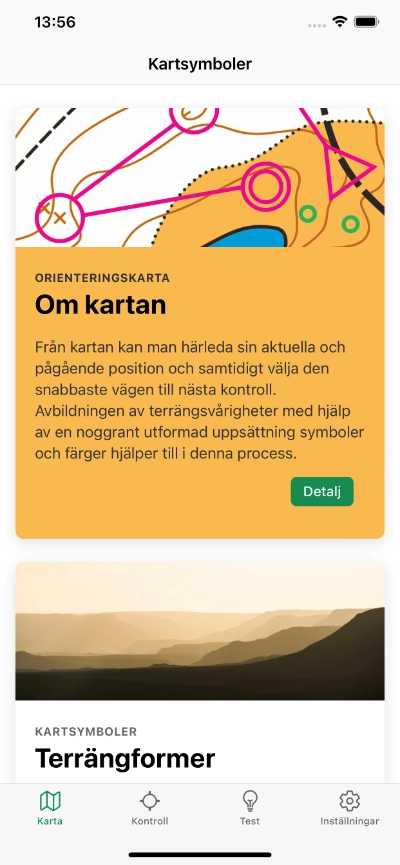 13:56
Kartsymboler
ORIENTERINGSKARTA
Om kartan
Från kartan kan man härleda sin aktuella och
pågående position och samtidigt välja den
snabbaste vägen till nästa kontroll.
Avbildningen av terrängsvårigheter med hjälp
av en noggrant utformad uppsättning symboler
och färger hjälper till i denna process.
Detalj
KARTSYMBOLER
Terrängformer
Karta
Kontroll
Test
Inställningar